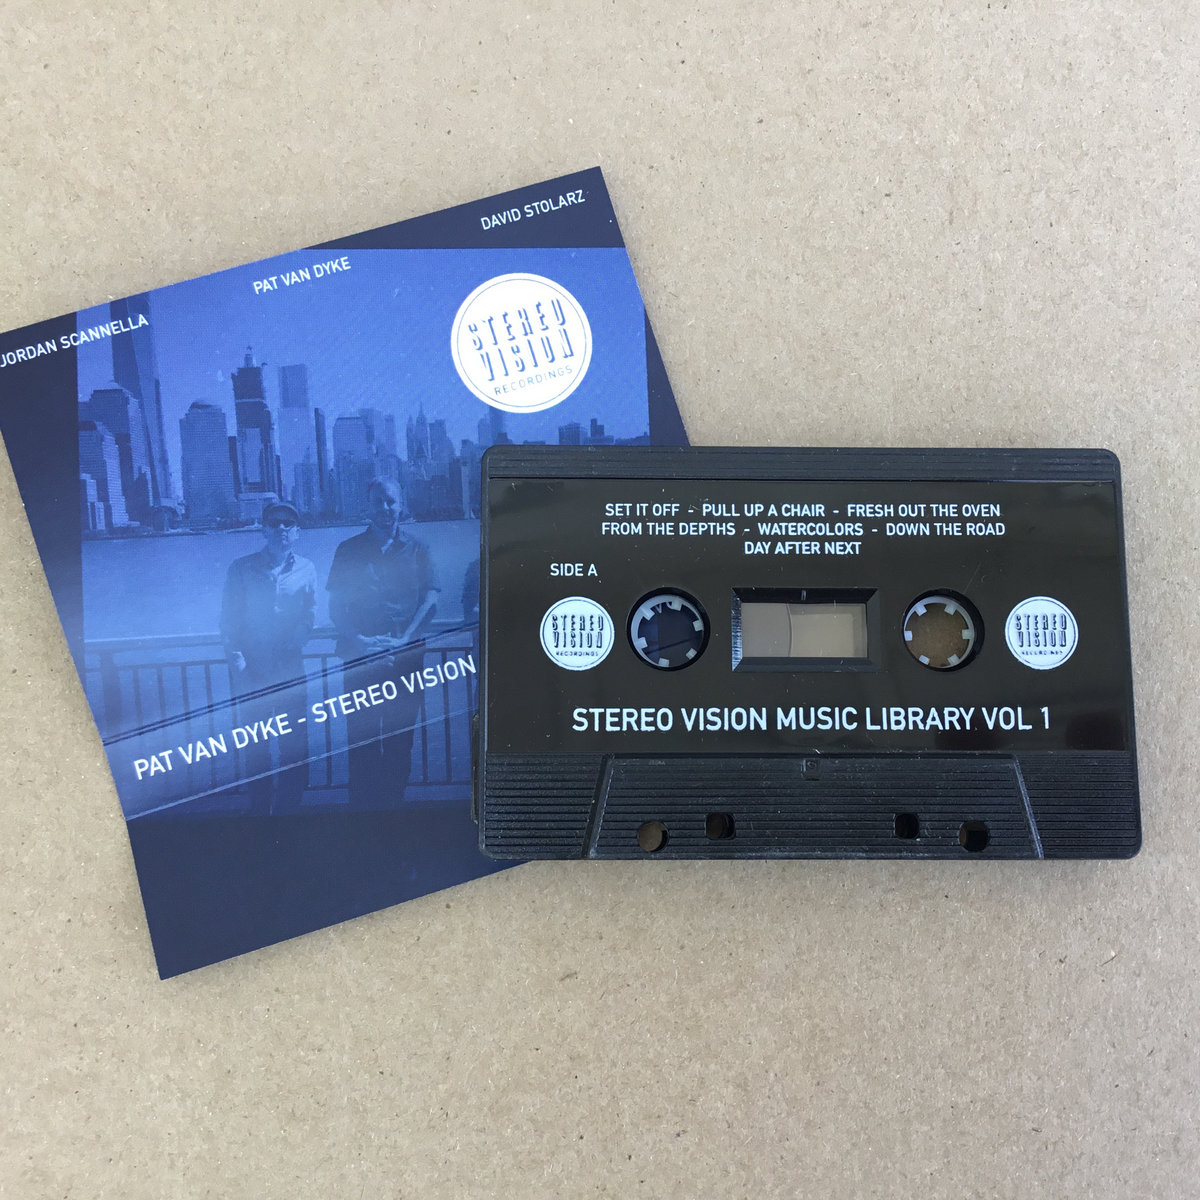 DAVID STOLARZ
PAT VAN DYKE
JORDAN SCANNELLA
STEREO
VISION
RECORDINGS
PAT VAN DYKE - STEREO VISION
SET IT OFF - PULL UP A CHAIR - FRESH OUT THE OVEN
FROM THE DEPTHS - WATERCOLORS - DOWN THE ROAD
DAY AFTER NEXT
SIDE A
STEREO
VISION
RECORDINGS
STEREO
VISION
RECORDINGS
STEREO VISION MUSIC LIBRARY VOL 1